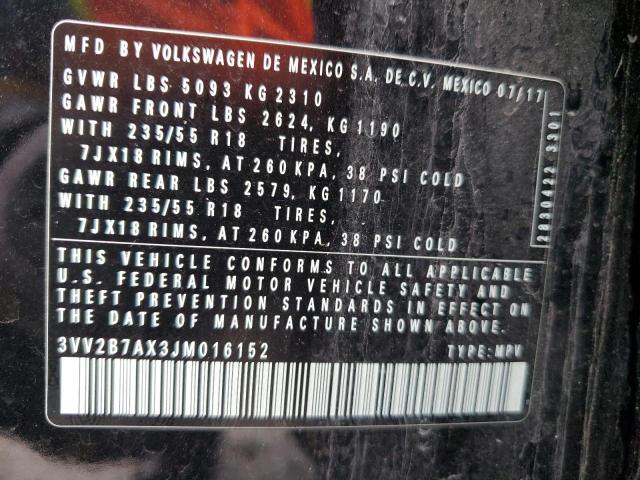 MFD BY VOLKSWAGEN DE MEXICO S.A. DE C.V. MEXICO 07/17
GVWR LBS 5093 KG 2310
GAWR FRONT LBS 2624, KG 1190
WITH 235/55 R18 TIRES,
7JX18 RIMS, AT 260 KPA, 38 PSI COLD
GAWR REAR LBS 2579, KG 1170
WITH 235/55 R18 TIRES,
7JX18 RIMS, AT 260 KPA, 38 PSI COLD
2830422 3301
THIS VEHICLE CONFORMS TO ALL APPLICABLE
U.S. FEDERAL MOTOR VEHICLE SAFETY AND
THEFT PREVENTION STANDARDS IN EFFECT ON
THE DATE OF MANUFACTURE SHOWN ABOVE.
3VV2B7AX3JM016152 TYPE: MPV